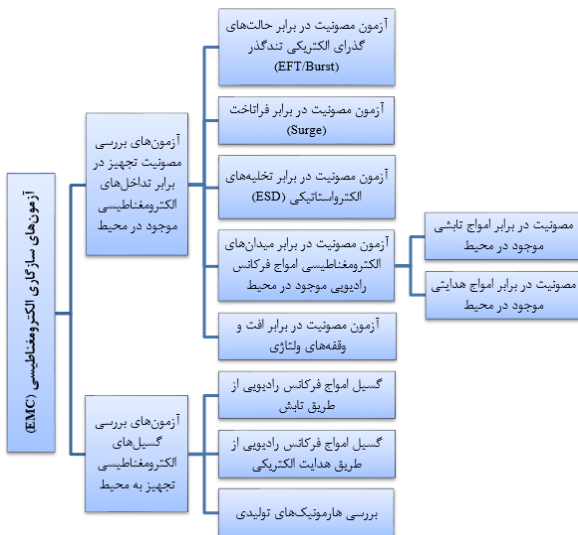 آزمون‌های سازگاری الکترومغناطیسی (EMC)
آزمون‌های بررسی
مصونیت تجهیز در
برابر تداخل‌های
الکترومغناطیسی
موجود در محیط
آزمون مصونیت در برابر حالت‌های
گذرای الکتریکی تندگذر
(EFT/Burst)
آزمون مصونیت در برابر فراتاخت
(Surge)
آزمون مصونیت در برابر تخلیه‌های
الکترواستاتیکی (ESD)
آزمون مصونیت در برابر میدان‌های
الکترومغناطیسی امواج فرکانس
رادیویی موجود در محیط
مصونیت در برابر امواج تابشی
موجود در محیط
مصونیت در برابر امواج هدایتی
موجود در محیط
آزمون مصونیت در برابر افت و
وقفه‌های ولتاژی
آزمون‌های بررسی
گسیل‌های
الکترومغناطیسی
تجهیز به محیط
گسیل امواج فرکانس رادیویی از
طریق تابش
گسیل امواج فرکانس رادیویی از
طریق هدایت الکتریکی
بررسی هارمونیک‌های تولیدی